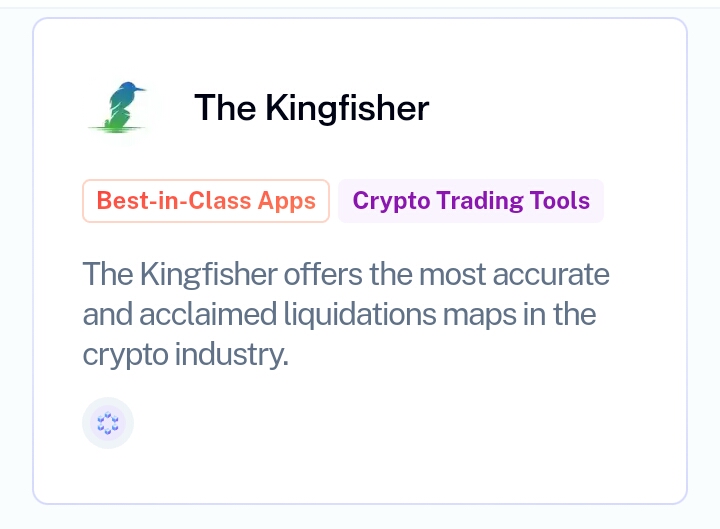 The Kingfisher
Best-in-Class Apps Crypto Trading Tools
The Kingfisher offers the most accurate
and acclaimed liquidations maps in the
crypto industry.